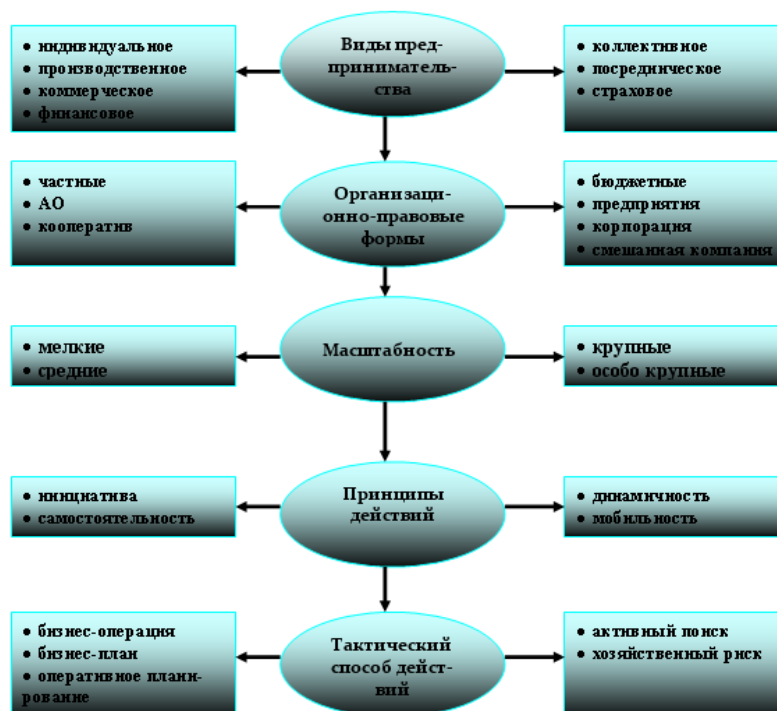 • индивидуальное
• производственное
• коммерческое
• финансовое
Виды пред-
приниматель-
ства
• коллективное
• посредническое
• страховое
• частные
• АО
• кооператив
Организаци-
онно-правовые
формы
• бюджетные
• предприятия
• корпорация
• смешанная компания
• мелкие
• средние
Масштабность
• крупные
• особо крупные
• инициатива
• самостоятельность
Принципы
действий
• динамичность
• мобильность
• бизнес-операция
• бизнес-план
• оперативное плани-
рование
Тактический
способ дейст-
вий
• активный поиск
• хозяйственный риск